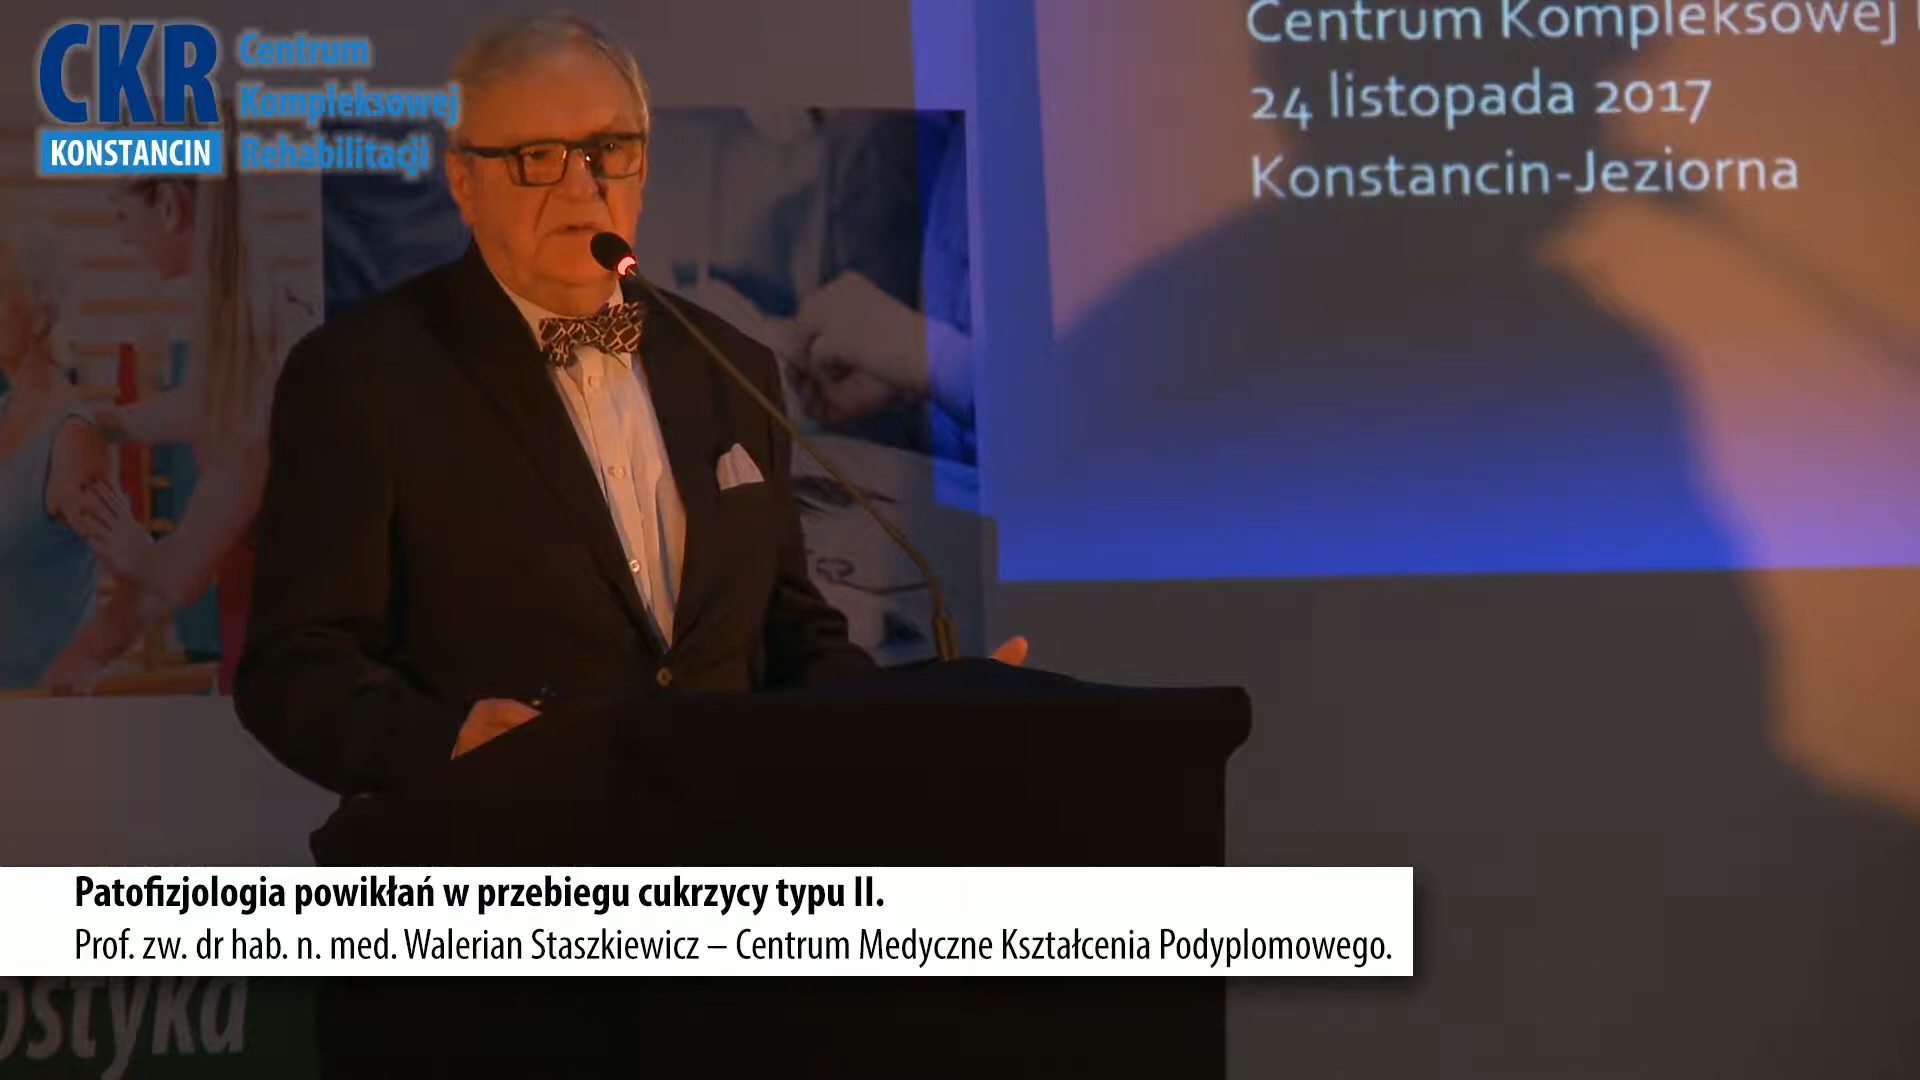 CKR
KONSTANCIN
Centrum
Kompleksowej
Rehabilitacji
Centrum Kompleksowej
24 listopada 2017
Konstancin-Jeziorna
Patofizjologia powikłań w przebiegu cukrzycy typu II.
Prof. zw. dr hab. n. med. Walerian Staszkiewicz – Centrum Medyczne Kształcenia Podyplomowego.
ostyka